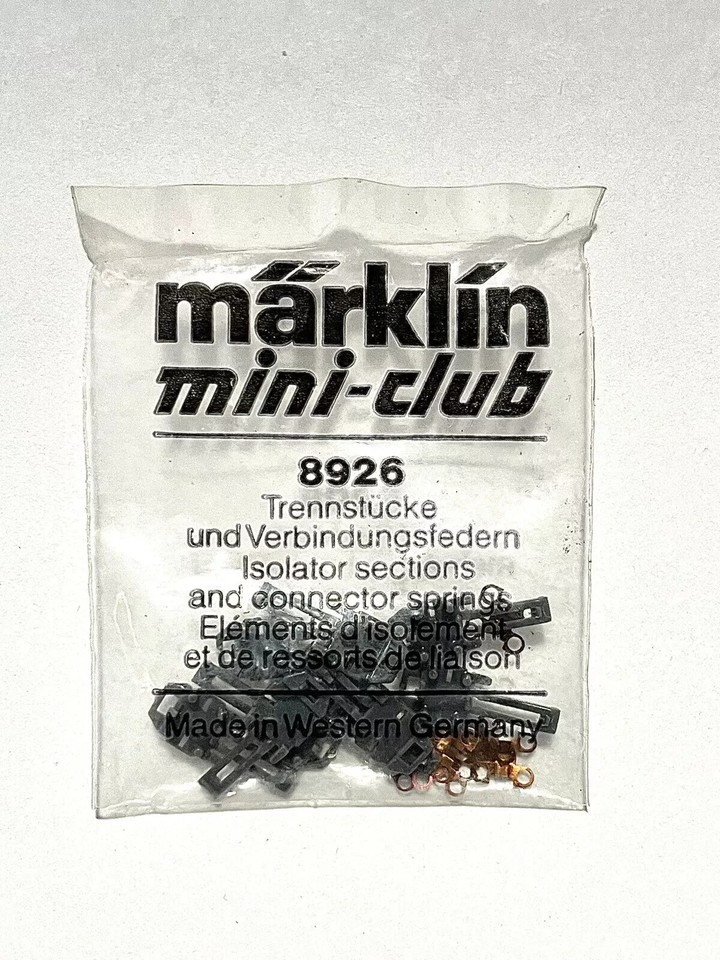 märklin
mini-club
8926
Trennstücke
und Verbindungsfedern
Isolator sections
and connector springs
Eléments d'isolement
et de ressorts de liaison
Made in Western Germany